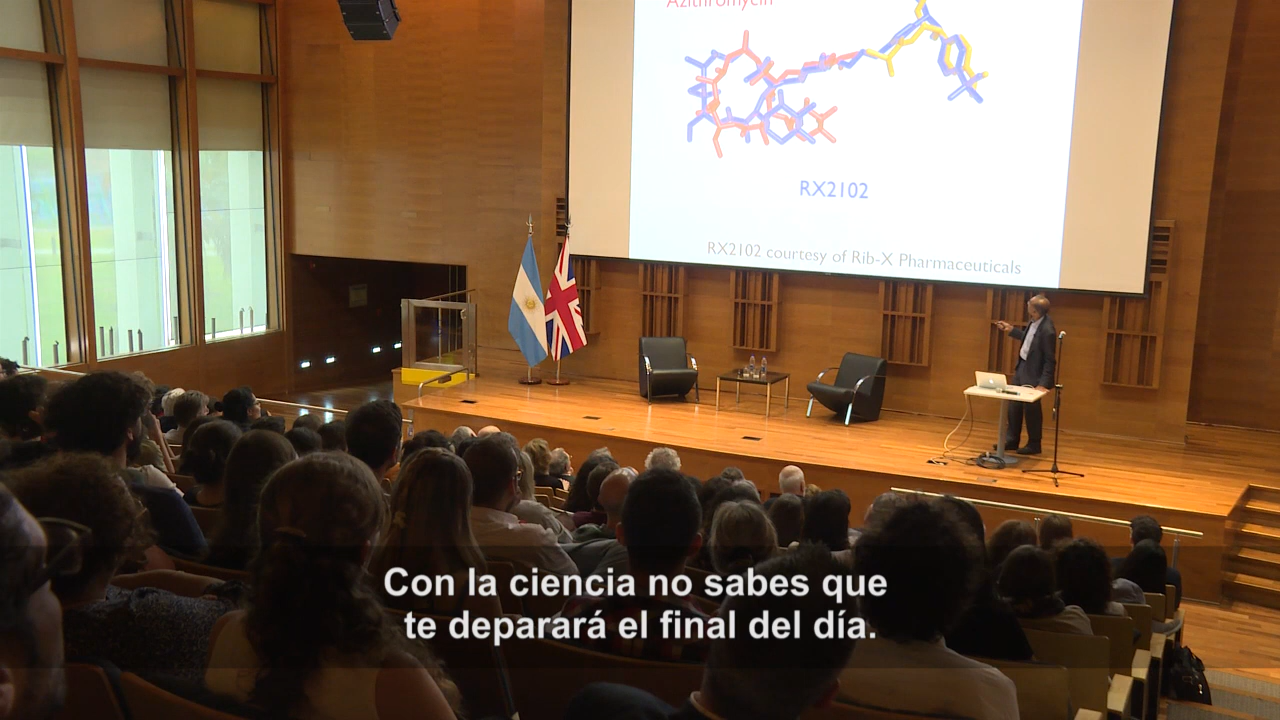 Azithromycin
RX2102
RX2102 courtesy of Rib-X Pharmaceuticals
Con la ciencia no sabes que
te deparará el final del día.